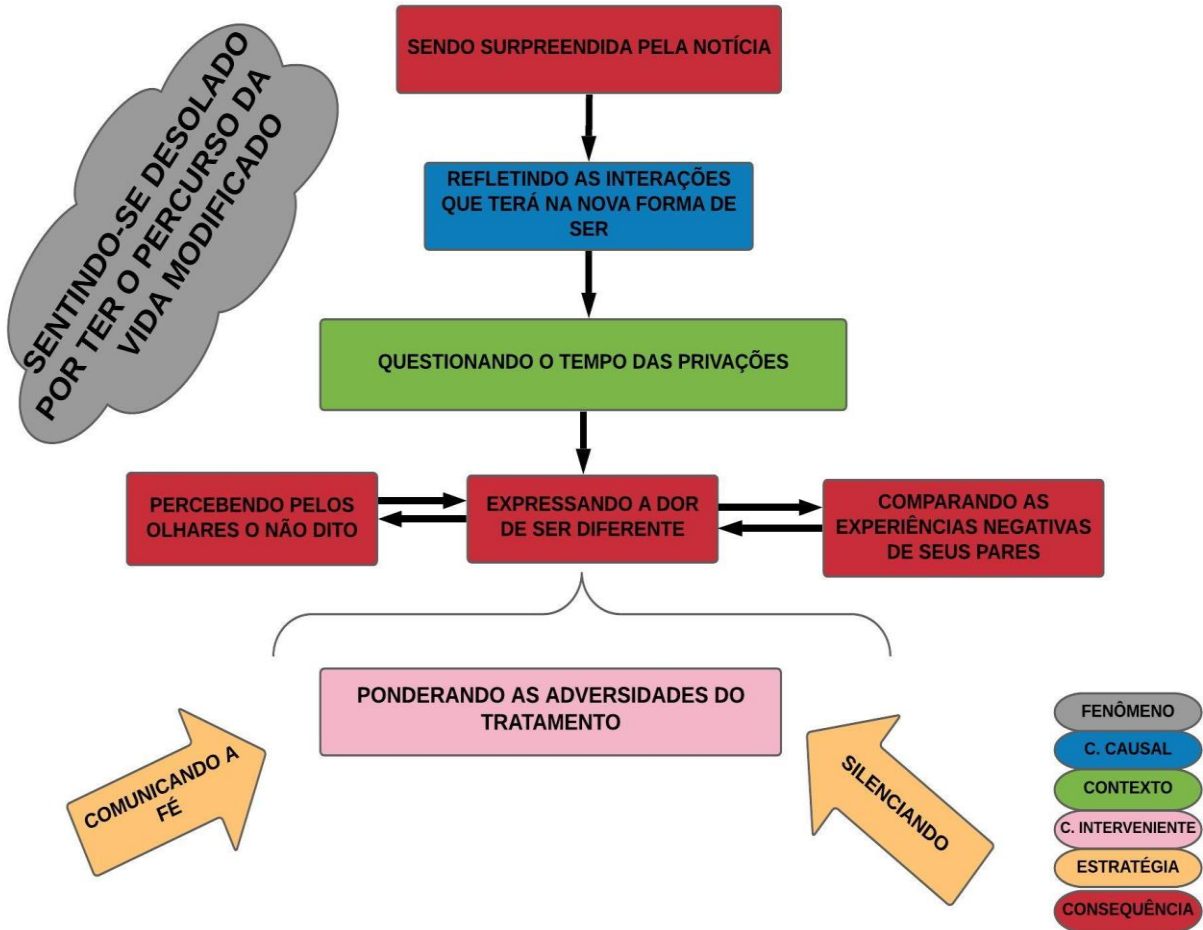 SENTINDO-SE DESOLADO
POR TER O PERCURSO DA
VIDA MODIFICADO
SENDO SURPREENDIDA PELA NOTÍCIA
REFLETINDO AS INTERAÇÕES
QUE TERÁ NA NOVA FORMA DE
SER
QUESTIONANDO O TEMPO DAS PRIVAÇÕES
PERCEBENDO PELOS
OLHARES O NÃO DITO
EXPRESSANDO A DOR
DE SER DIFERENTE
COMPARANDO AS
EXPERIÊNCIAS NEGATIVAS
DE SEUS PARES
PONDERANDO AS ADVERSIDADES DO
TRATAMENTO
COMUNICANDO A
FÉ
SILENCIANDO
FENÔMENO
C. CAUSAL
CONTEXTO
C. INTERVENIENTE
ESTRATÉGIA
CONSEQUÊNCIA